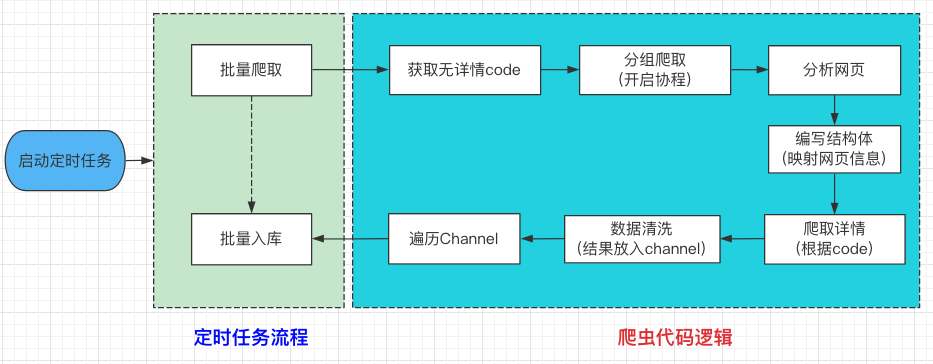 启动定时任务
批量爬取
批量入库
获取无详情code
分组爬取
(开启协程)
分析网页
编写结构体
(映射网页信息)
爬取详情
(根据code)
数据清洗
(结果放入channel)
遍历Channel
定时任务流程
爬虫代码逻辑